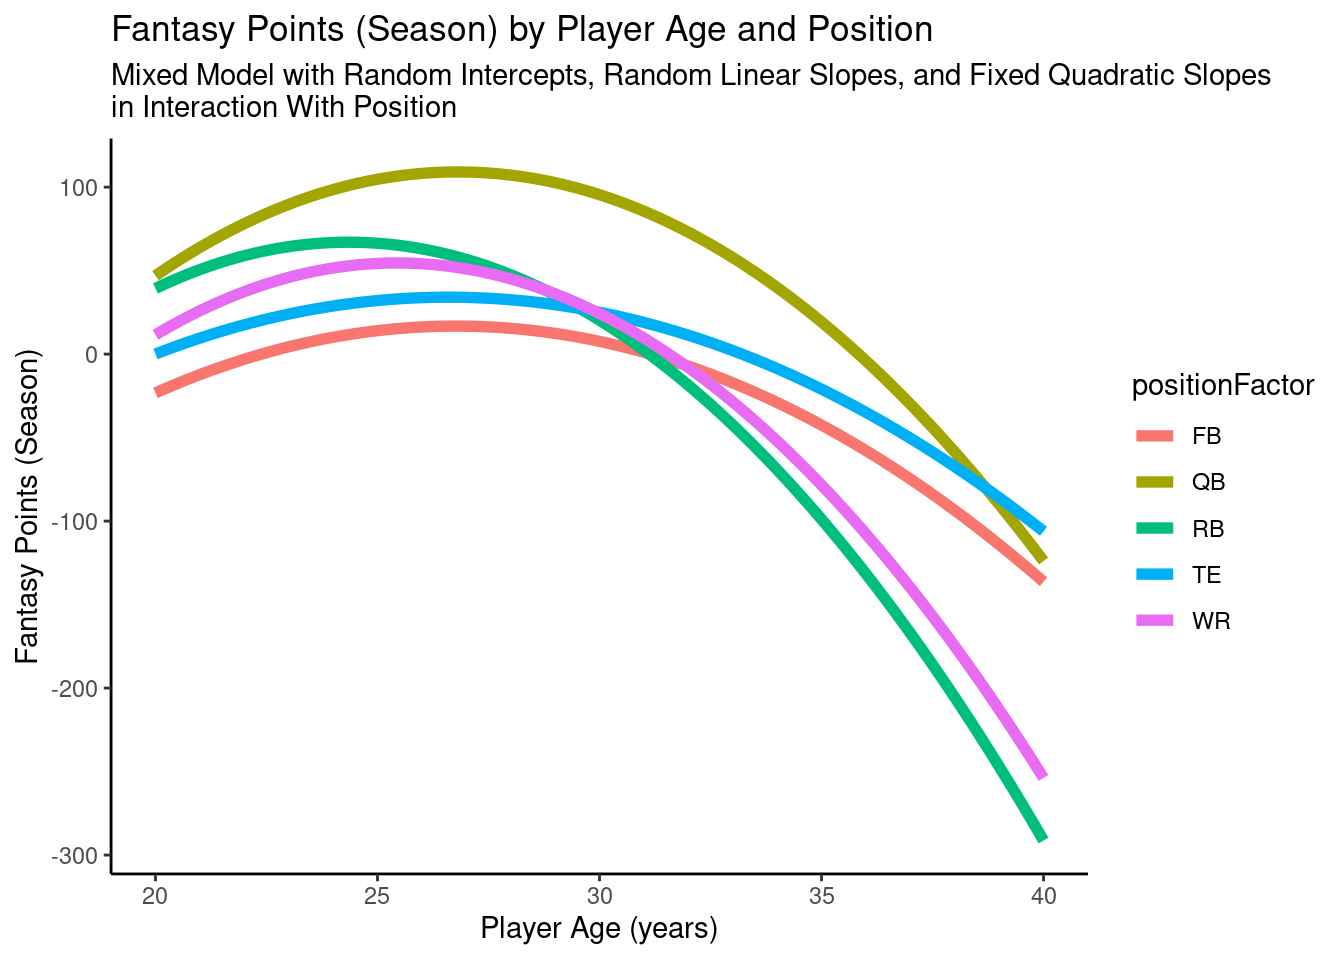 Fantasy Points (Season) by Player Age and Position
Mixed Model with Random Intercepts, Random Linear Slopes, and Fixed Quadratic Slopes
in Interaction With Position
Fantasy Points (Season)
100
0
-100
-200
-300
20
25
30
35
40
Player Age (years)
positionFactor
FB
QB
RB
TE
WR